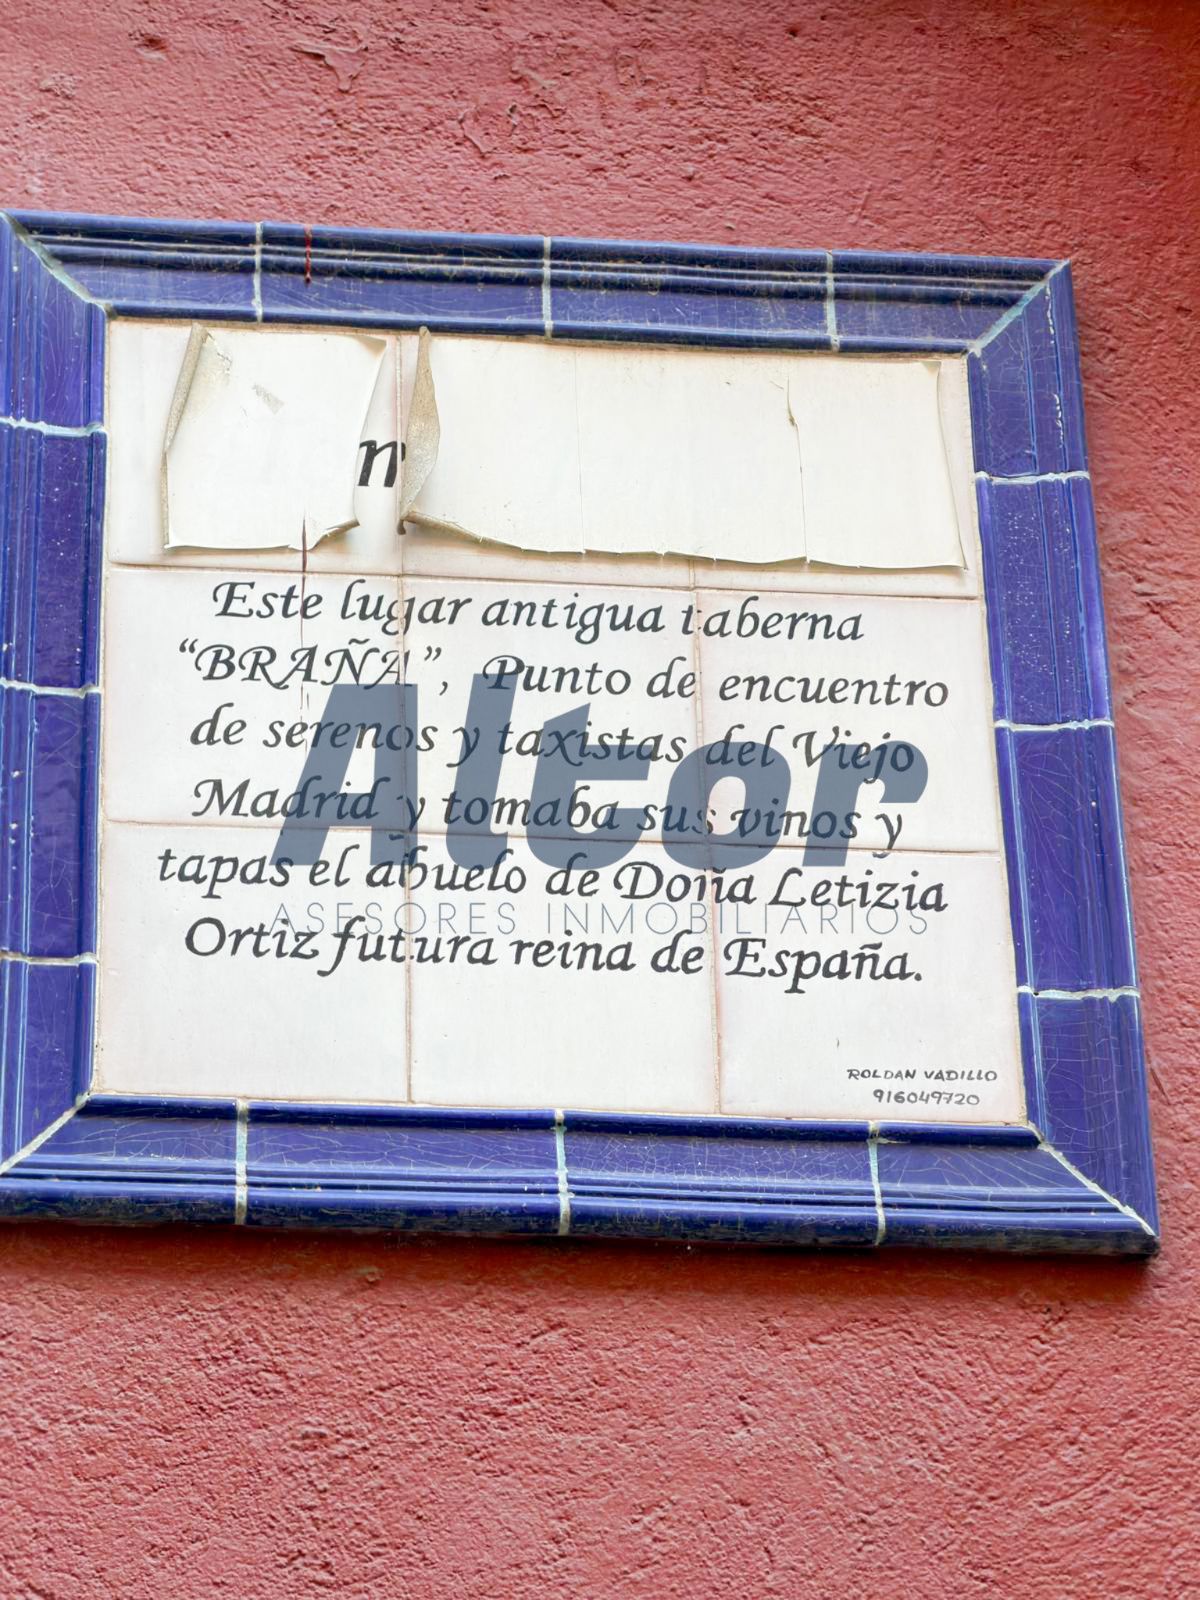 Este lugar antigua taberna
“BRAÑA”, Punto de encuentro
de serenos y taxistas del Viejo
Madrid y tomaba sus vinos y
tapas el abuelo de Doña Letizia
Ortiz futura reina de España.
ROLDAN VADILLO
916049720
Altor
ASESORES INMOBILIARIOS